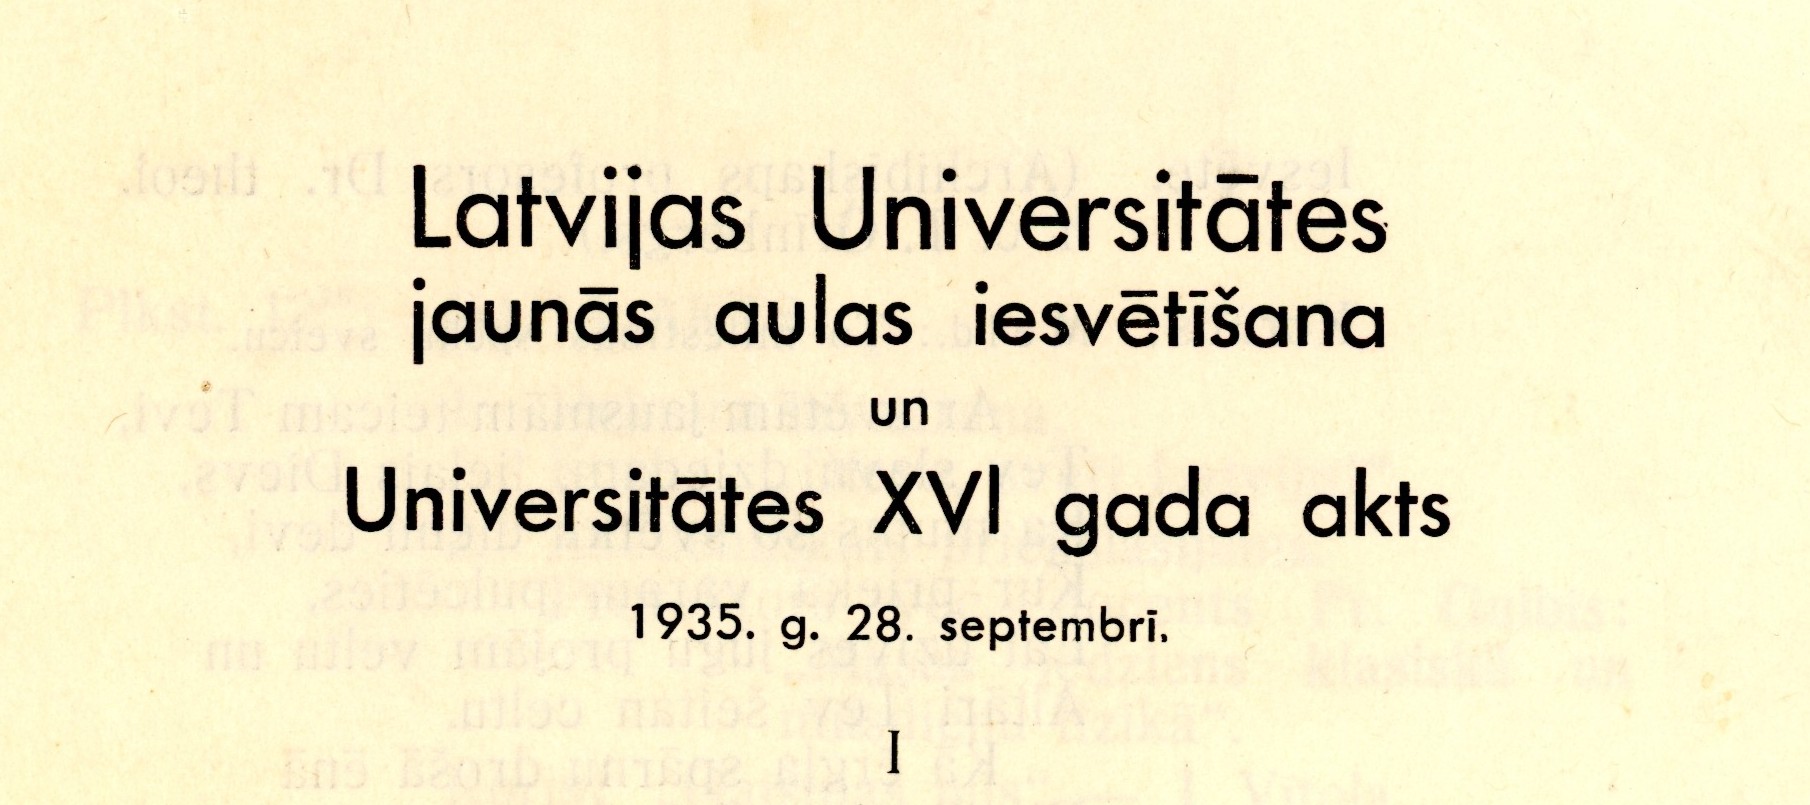 Latvijas Universitātes
jaunās aulas iesvētīšana
un
Universitātes XVI gada akts
1935. g. 28. septembrī.
I